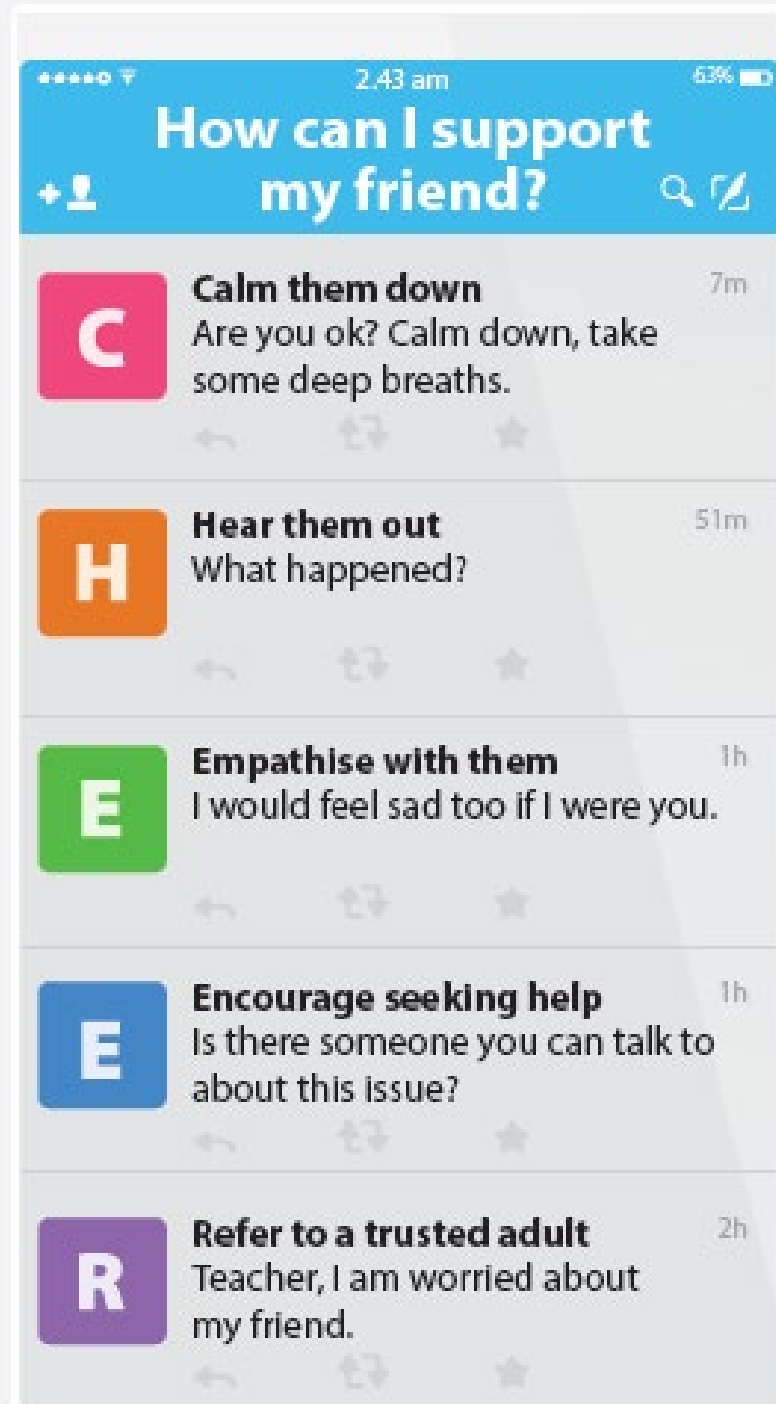 2.43 am
63%
How can I support
my friend?
C
Calm them down
7m
Are you ok? Calm down, take
some deep breaths.
H
Hear them out
51m
What happened?
E
Empathise with them
1h
I would feel sad too if I were you.
E
Encourage seeking help
1h
Is there someone you can talk to
about this issue?
R
Refer to a trusted adult
2h
Teacher, I am worried about
my friend.